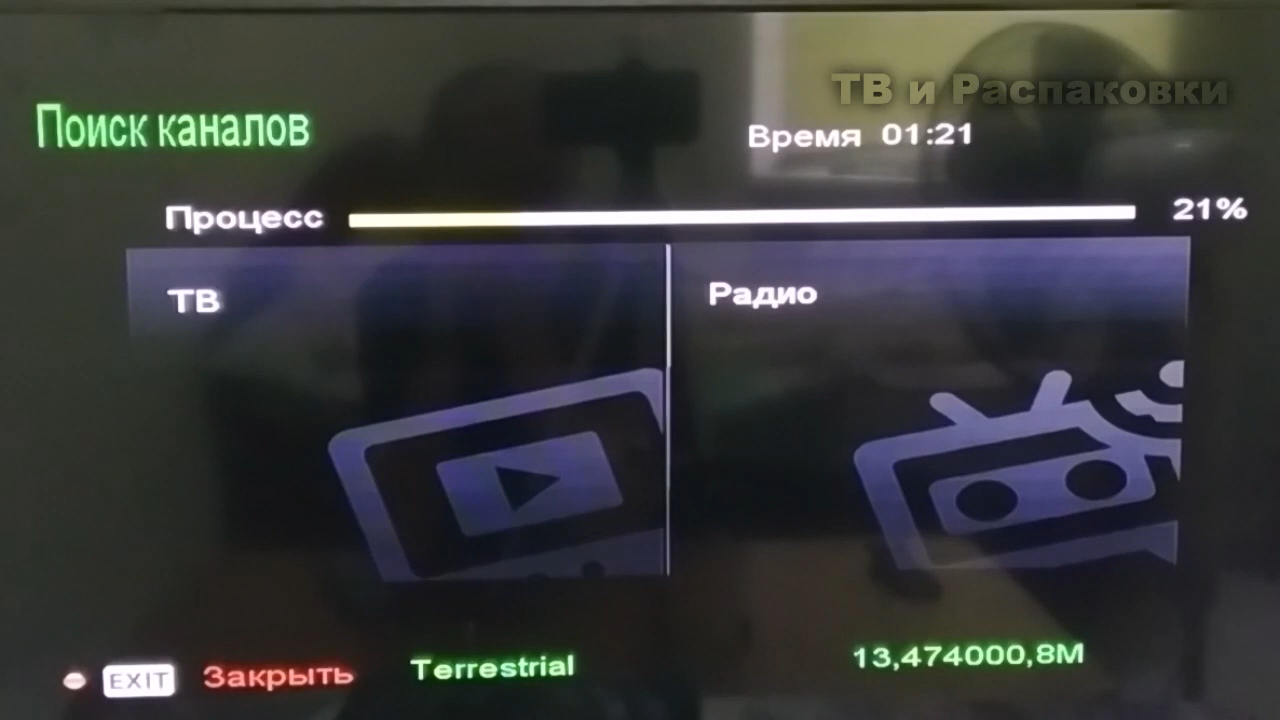 ТВ и Распаковки
Поиск каналов
Время 01:21
Процесс 21%
ТВ
Радио
EXIT Закрыть Terrestrial 13,474000,8M